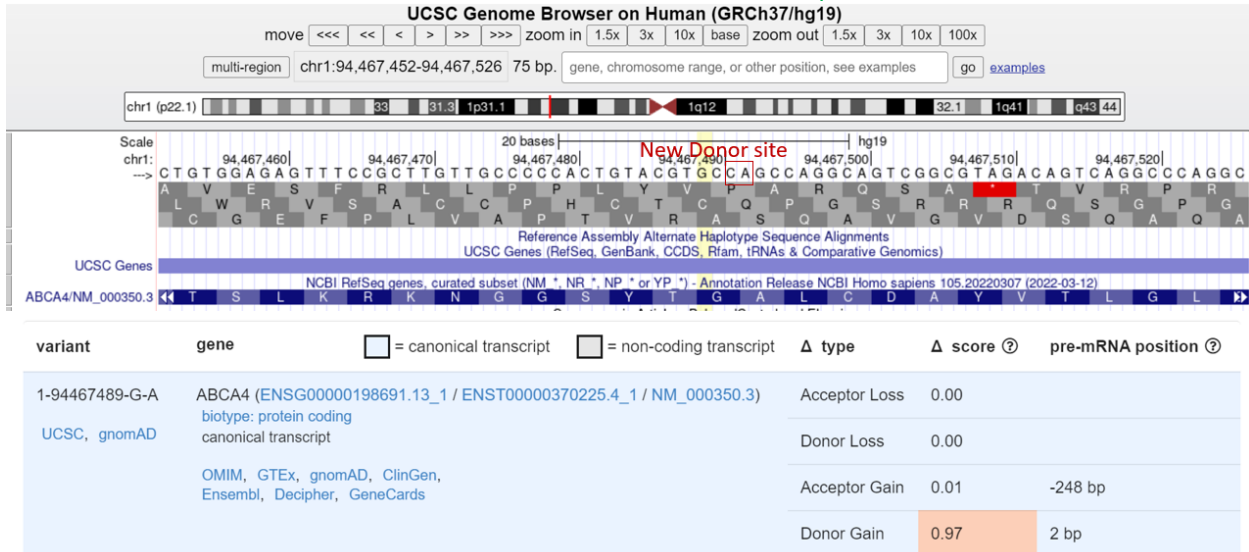 UCSC Genome Browser on Human (GRCh37/hg19)
move <<< << < > >> >>> zoom in 1.5x 3x 10x base zoom out 1.5x 3x 10x 100x
multi-region chr1:94,467,452-94,467,526 75 bp. gene, chromosome range, or other position, see examples go examples
chr1 (p22.1) 33 31.3 1p31.1 1q12 32.1 1q41 q43 44
Scale 20 bases hg19
New Donor site
chr1: 94,467,460 94,467,470 94,467,480 94,467,490 94,467,500 94,467,510 94,467,520
---> C T G T G G A G A G T T T C C G C T T G T T G C C C C C A C T G T A C G T G C C A G C C A G G C A G T C G G C G T A G A C A G T C A G G C C C A G G C
A V E S F R L L P P L Y V P A R Q S A * T V R P R
L W R V S A C C P H C T C Q P G S R R R Q S G P G
C G E F P L V A P T V R A S Q A V G V D S Q A Q A
Reference Assembly Alternate Haplotype Sequence Alignments
UCSC Genes (RefSeq, GenBank, CCDS, Rfam, tRNAs & Comparative Genomics)
UCSC Genes
NCBI RefSeq genes, curated subset (NM_*, NR_*, NP_* or YP_*) - Annotation Release NCBI Homo sapiens 105.20220307 (2022-03-12)
ABCA4/NM_000350.3 T S L K R K N G G S Y T G A L C D A Y V T L G L
variant gene = canonical transcript = non-coding transcript Δ type Δ score ? pre-mRNA position ?
1-94467489-G-A ABCA4 (ENSG00000198691.13_1 / ENST00000370225.4_1 / NM_000350.3) Acceptor Loss 0.00
biotype: protein coding
UCSC, gnomAD canonical transcript Donor Loss 0.00
OMIM, GTEx, gnomAD, ClinGen,
Ensembl, Decipher, GeneCards Acceptor Gain 0.01 -248 bp
Donor Gain 0.97 2 bp